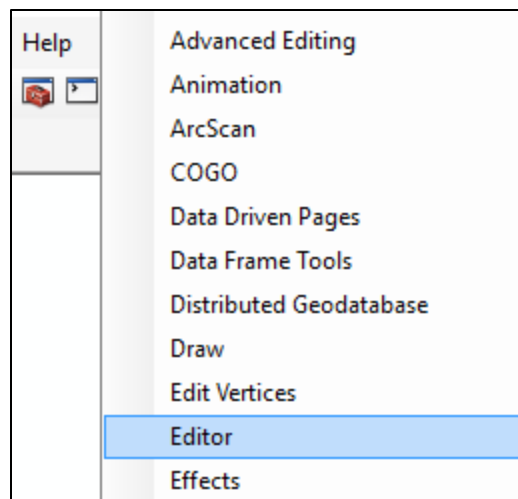 Help
Advanced Editing
Animation
ArcScan
COGO
Data Driven Pages
Data Frame Tools
Distributed Geodatabase
Draw
Edit Vertices
Editor
Effects